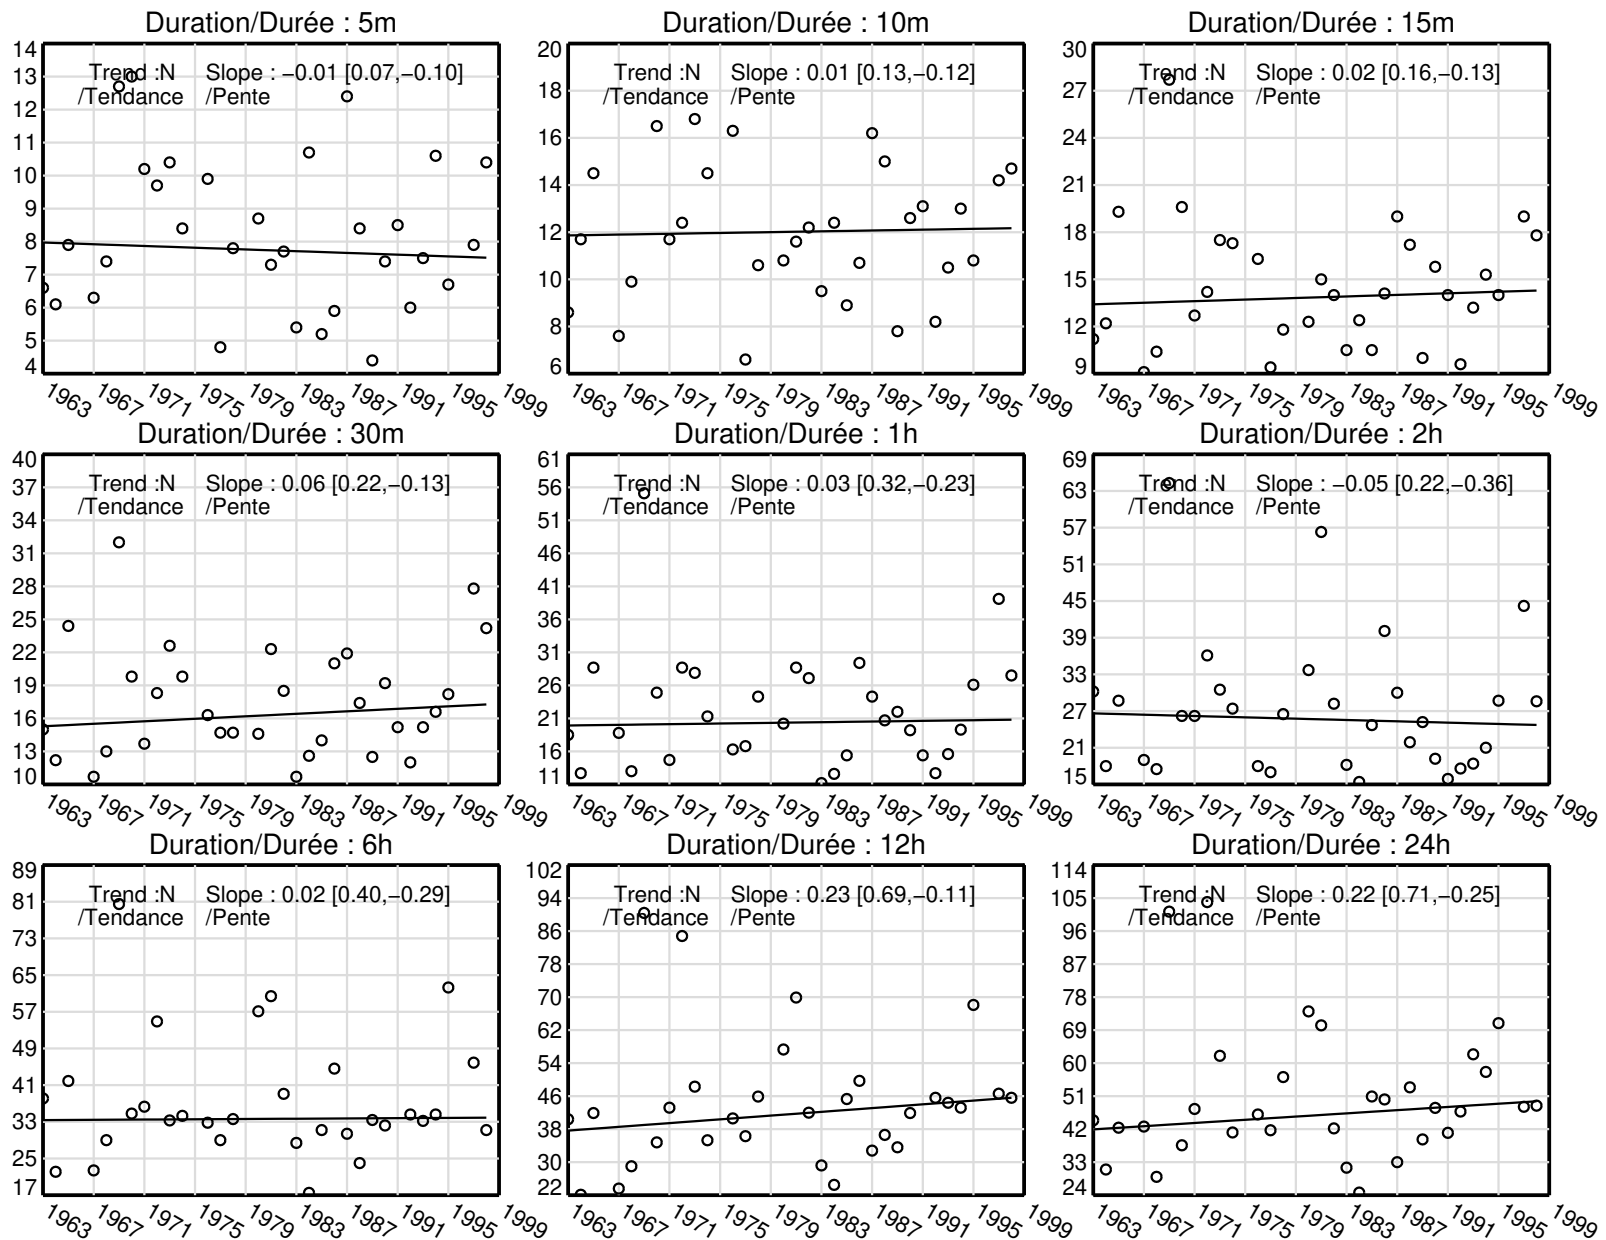 Duration/Durée : 5m
14
13
12
11
10
9
8
7
6
5
4
Trend :N Slope : −0.01 [0.07,−0.10]
/Tendance /Pente
1963 1967 1971 1975 1979 1983 1987 1991 1995 1999
Duration/Durée : 10m
20
18
16
14
12
10
8
6
Trend :N Slope : 0.01 [0.13,−0.12]
/Tendance /Pente
1963 1967 1971 1975 1979 1983 1987 1991 1995 1999
Duration/Durée : 15m
30
27
24
21
18
15
12
9
Trend :N Slope : 0.02 [0.16,−0.13]
/Tendance /Pente
1963 1967 1971 1975 1979 1983 1987 1991 1995 1999
Duration/Durée : 30m
40
37
34
31
28
25
22
19
16
13
10
Trend :N Slope : 0.06 [0.22,−0.13]
/Tendance /Pente
1963 1967 1971 1975 1979 1983 1987 1991 1995 1999
Duration/Durée : 1h
61
56
51
46
41
36
31
26
21
16
11
Trend :N Slope : 0.03 [0.32,−0.23]
/Tendance /Pente
1963 1967 1971 1975 1979 1983 1987 1991 1995 1999
Duration/Durée : 2h
69
63
57
51
45
39
33
27
21
15
Trend :N Slope : −0.05 [0.22,−0.36]
/Tendance /Pente
1963 1967 1971 1975 1979 1983 1987 1991 1995 1999
Duration/Durée : 6h
89
81
73
65
57
49
41
33
25
17
Trend :N Slope : 0.02 [0.40,−0.29]
/Tendance /Pente
1963 1967 1971 1975 1979 1983 1987 1991 1995 1999
Duration/Durée : 12h
102
94
86
78
70
62
54
46
38
30
22
Trend :N Slope : 0.23 [0.69,−0.11]
/Tendance /Pente
1963 1967 1971 1975 1979 1983 1987 1991 1995 1999
Duration/Durée : 24h
114
105
96
87
78
69
60
51
42
33
24
Trend :N Slope : 0.22 [0.71,−0.25]
/Tendance /Pente
1963 1967 1971 1975 1979 1983 1987 1991 1995 1999